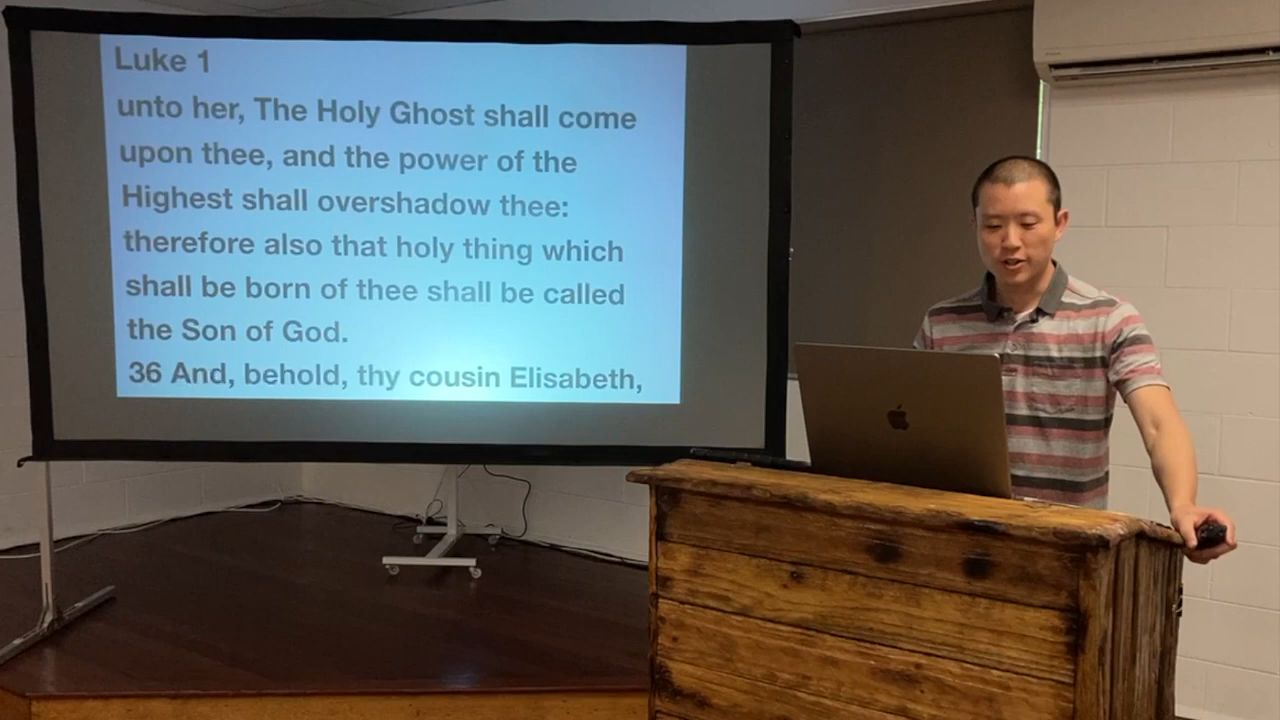 Luke 1
unto her, The Holy Ghost shall come
upon thee, and the power of the
Highest shall overshadow thee:
therefore also that holy thing which
shall be born of thee shall be called
the Son of God.
36 And, behold, thy cousin Elisabeth,